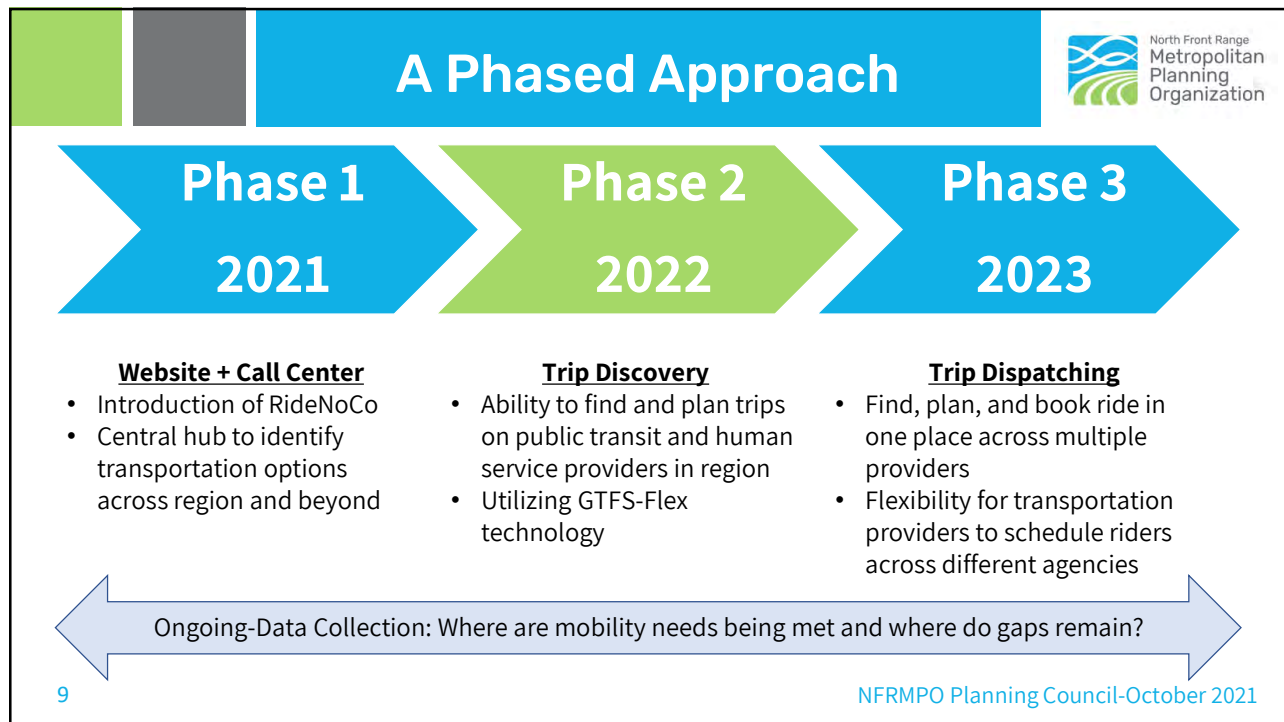 A Phased Approach
North Front Range
Metropolitan
Planning
Organization
Phase 1
2021
Phase 2
2022
Phase 3
2023
Website + Call Center
• Introduction of RideNoCo
• Central hub to identify
transportation options
across region and beyond
Trip Discovery
• Ability to find and plan trips
on public transit and human
service providers in region
• Utilizing GTFS-Flex
technology
Trip Dispatching
• Find, plan, and book ride in
one place across multiple
providers
• Flexibility for transportation
providers to schedule riders
across different agencies
Ongoing-Data Collection: Where are mobility needs being met and where do gaps remain?
9
NFRMPO Planning Council-October 2021